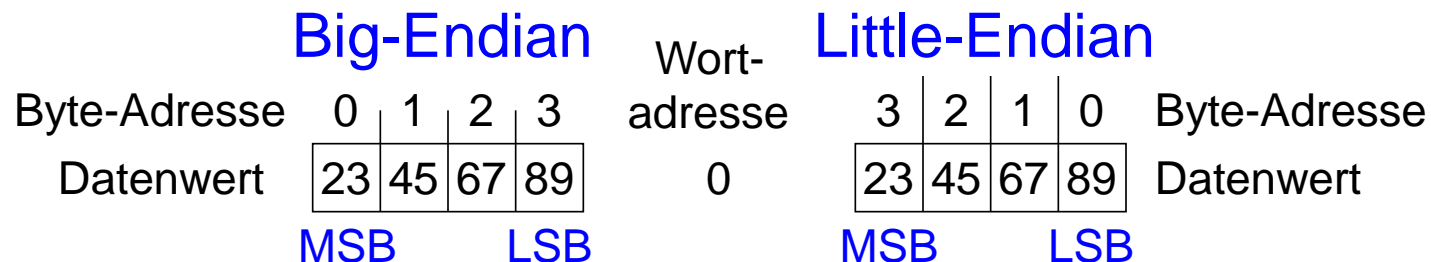 Big-Endian Wort- Little-Endian
Byte-Adresse 0 1 2 3 adresse 3 2 1 0 Byte-Adresse
Datenwert 23 45 67 89 0 23 45 67 89 Datenwert
MSB LSB MSB LSB